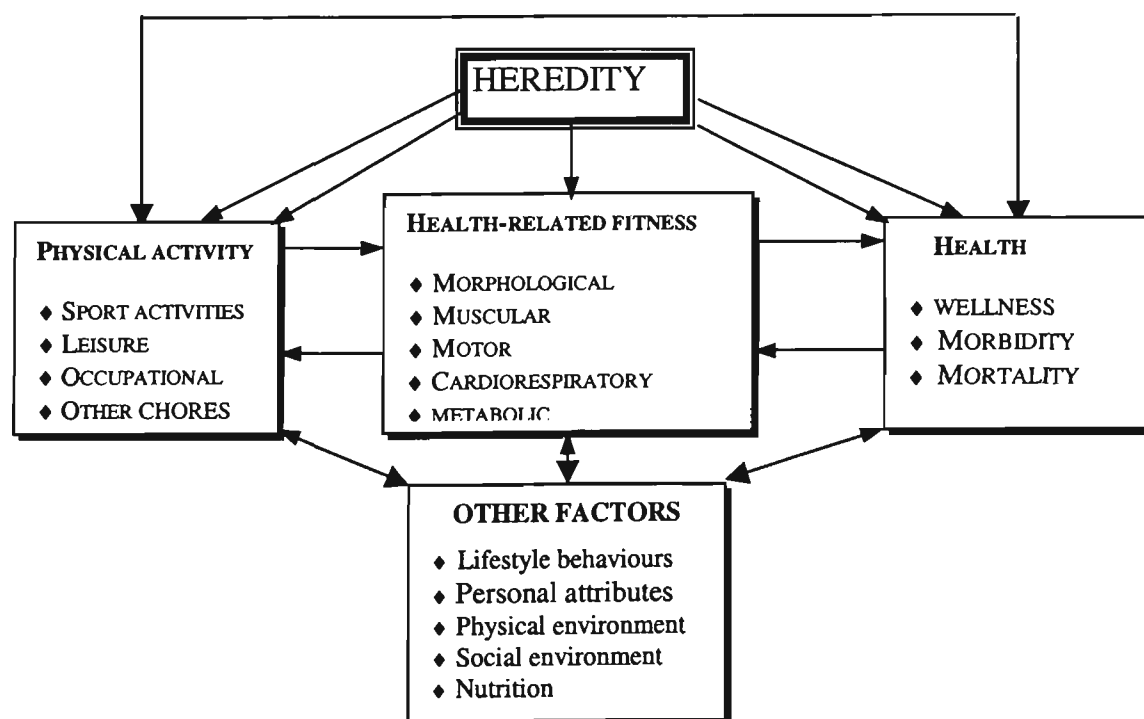 HEREDITY
PHYSICAL ACTIVITY
♦ SPORT ACTIVITIES
♦ LEISURE
♦ OCCUPATIONAL
♦ OTHER CHORES
HEALTH-RELATED FITNESS
♦ MORPHOLOGICAL
♦ MUSCULAR
♦ MOTOR
♦ CARDIORESPIRATORY
♦ METABOLIC
HEALTH
♦ WELLNESS
♦ MORBIDITY
♦ MORTALITY
OTHER FACTORS
♦ Lifestyle behaviours
♦ Personal attributes
♦ Physical environment
♦ Social environment
♦ Nutrition